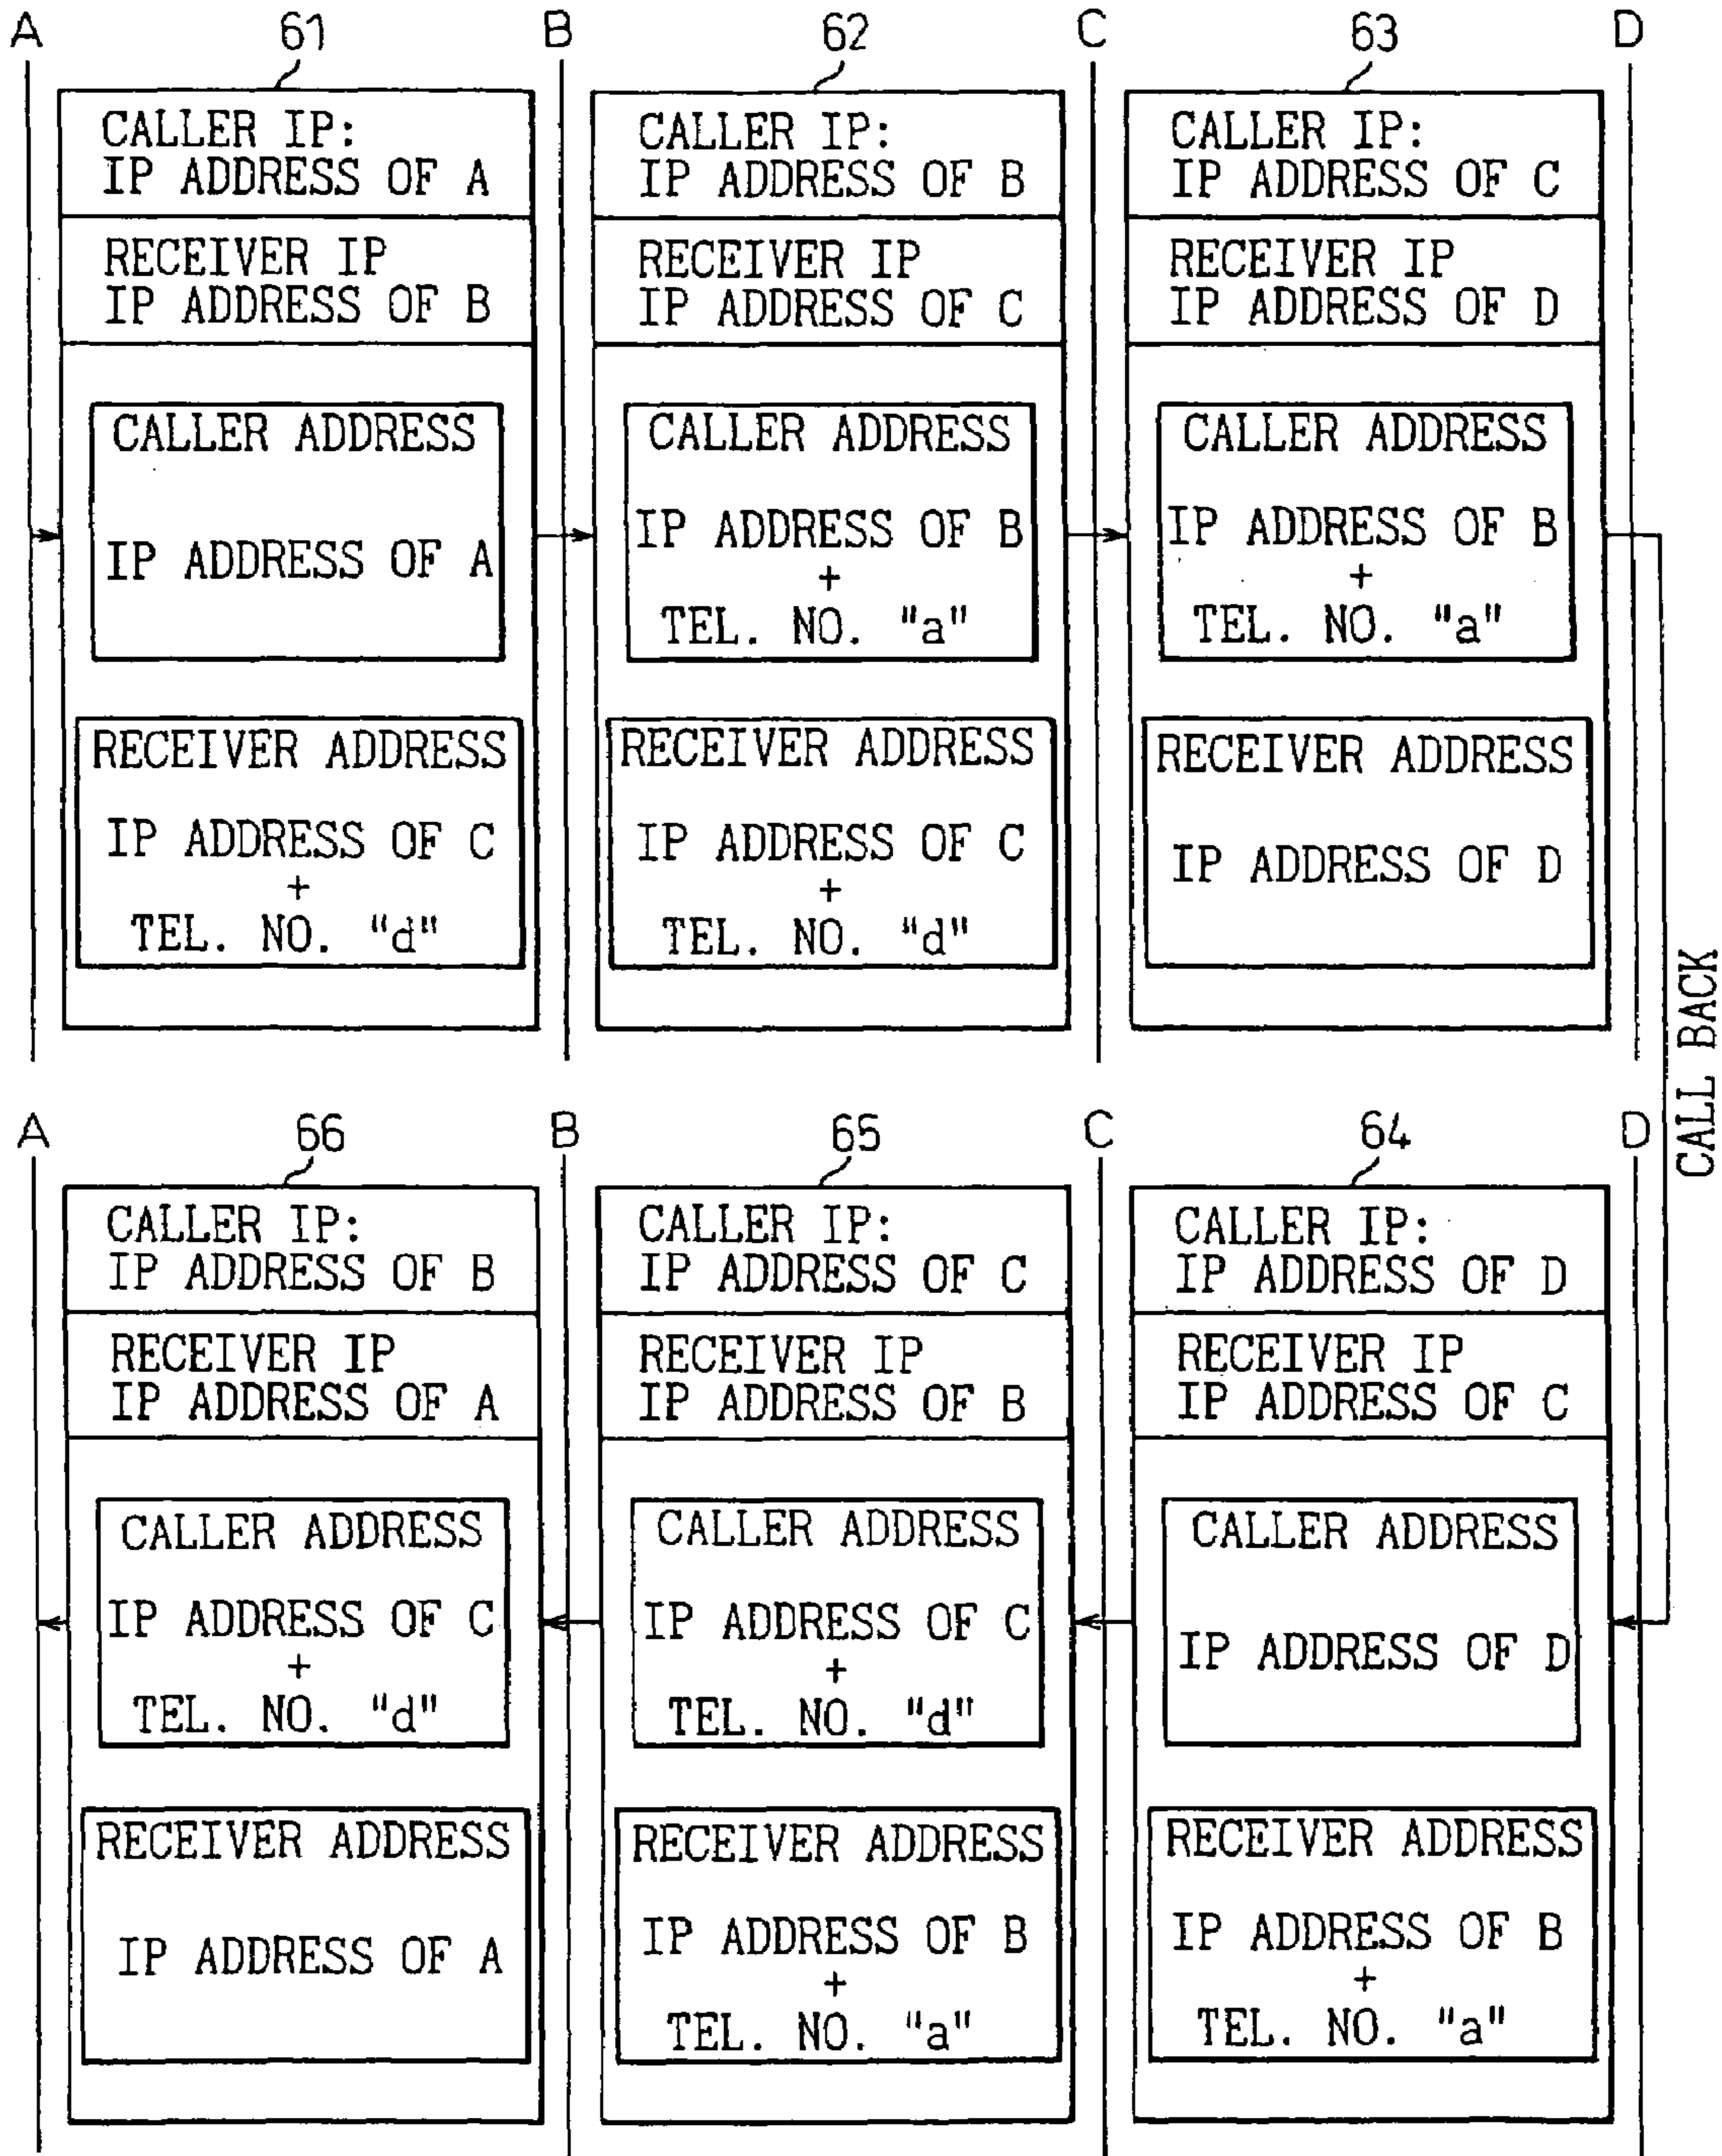 A 61 B 62 C 63 D
CALLER IP:
IP ADDRESS OF A
RECEIVER IP
IP ADDRESS OF B
CALLER ADDRESS
IP ADDRESS OF A
RECEIVER ADDRESS
IP ADDRESS OF C
+
TEL. NO. "d"
CALLER IP:
IP ADDRESS OF B
RECEIVER IP
IP ADDRESS OF C
CALLER ADDRESS
IP ADDRESS OF B
+
TEL. NO. "a"
RECEIVER ADDRESS
IP ADDRESS OF C
+
TEL. NO. "d"
CALLER IP:
IP ADDRESS OF C
RECEIVER IP
IP ADDRESS OF D
CALLER ADDRESS
IP ADDRESS OF B
+
TEL. NO. "a"
RECEIVER ADDRESS
IP ADDRESS OF D
CALL BACK
A 66 B 65 C 64 D
CALLER IP:
IP ADDRESS OF B
RECEIVER IP
IP ADDRESS OF A
CALLER ADDRESS
IP ADDRESS OF C
+
TEL. NO. "d"
RECEIVER ADDRESS
IP ADDRESS OF A
CALLER IP:
IP ADDRESS OF C
RECEIVER IP
IP ADDRESS OF B
CALLER ADDRESS
IP ADDRESS OF C
+
TEL. NO. "d"
RECEIVER ADDRESS
IP ADDRESS OF B
+
TEL. NO. "a"
CALLER IP:
IP ADDRESS OF D
RECEIVER IP
IP ADDRESS OF C
CALLER ADDRESS
IP ADDRESS OF D
RECEIVER ADDRESS
IP ADDRESS OF B
+
TEL. NO. "a"